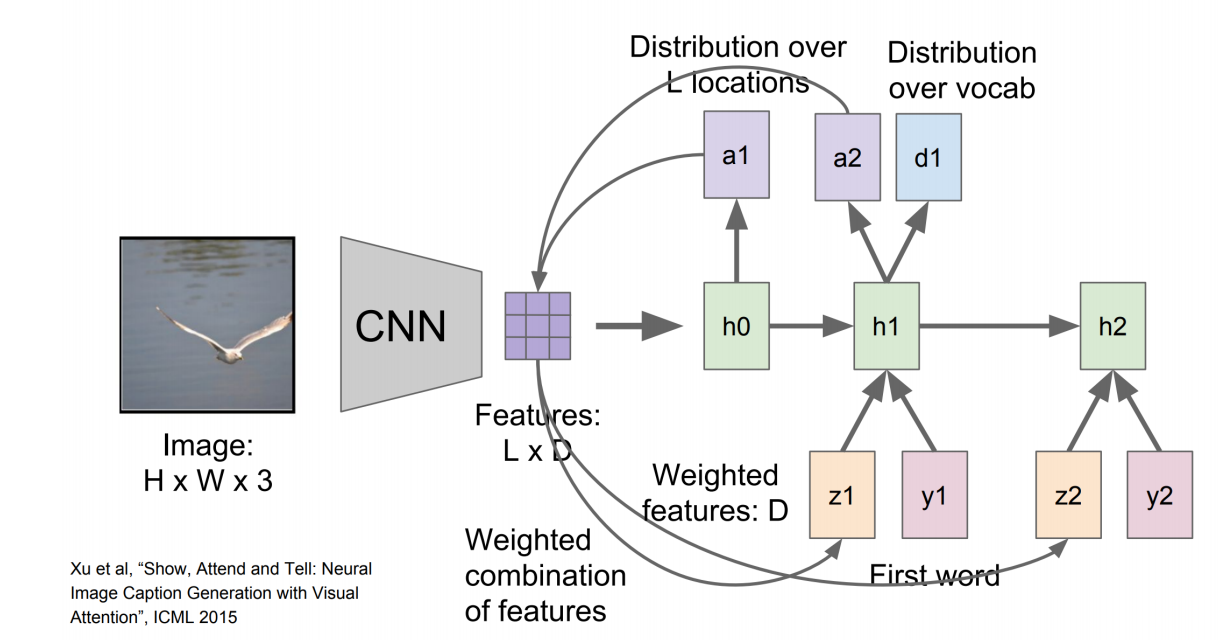 Distribution over
L locations
Distribution
over vocab
a1
a2
d1
CNN
h0
h1
h2
Image:
H x W x 3
Features:
L x D
Weighted
features: D
z1
y1
z2
y2
Weighted
combination
of features
First word
Xu et al, “Show, Attend and Tell: Neural
Image Caption Generation with Visual
Attention”, ICML 2015